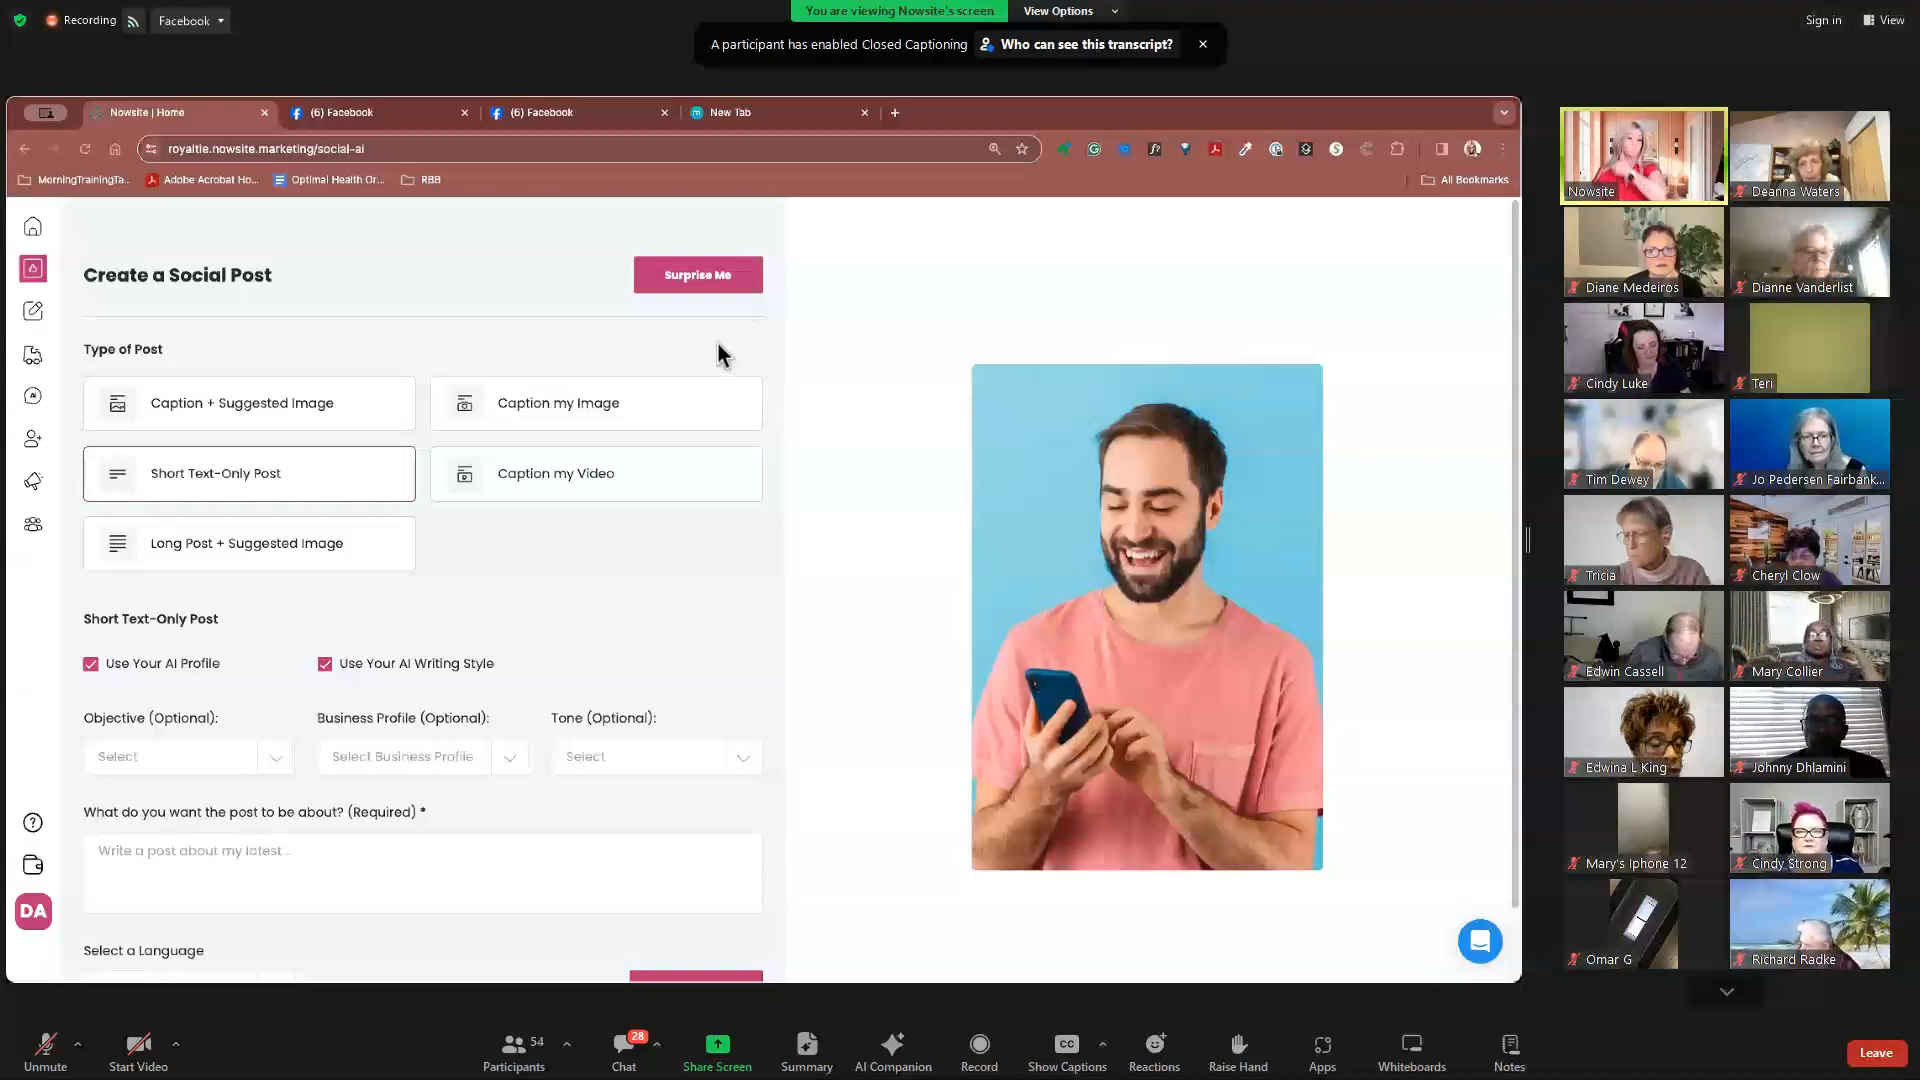 Recording
Facebook
You are viewing Nowsite's screen
View Options
Sign in
View
A participant has enabled Closed Captioning
Who can see this transcript?
Nowsite | Home
(6) Facebook
(6) Facebook
New Tab
royaltie.nowsite.marketing/social-ai
MorningTrainingTa...
Adobe Acrobat Ho...
Optimal Health Or...
RBB
All Bookmarks
Create a Social Post
Surprise Me
Type of Post
Caption + Suggested Image
Caption my Image
Short Text-Only Post
Caption my Video
Long Post + Suggested Image
Short Text-Only Post
Use Your AI Profile
Use Your AI Writing Style
Objective (Optional):
Business Profile (Optional):
Tone (Optional):
Select
Select Business Profile
Select
What do you want the post to be about? (Required) *
Write a post about my latest ...
Select a Language
DA
Nowsite
Deanna Waters
Diane Medeiros
Dianne Vanderlist
Cindy Luke
Teri
Tim Dewey
Jo Pedersen Fairbank...
Tricia
Cheryl Clow
Edwin Cassell
Mary Collier
Edwina L King
Johnny Dhlamini
Mary's Iphone 12
Cindy Strong
Omar G
Richard Radke
Unmute
Start Video
54
Participants
28
Chat
Share Screen
Summary
AI Companion
Record
CC
Show Captions
Reactions
Raise Hand
Apps
Whiteboards
Notes
Leave